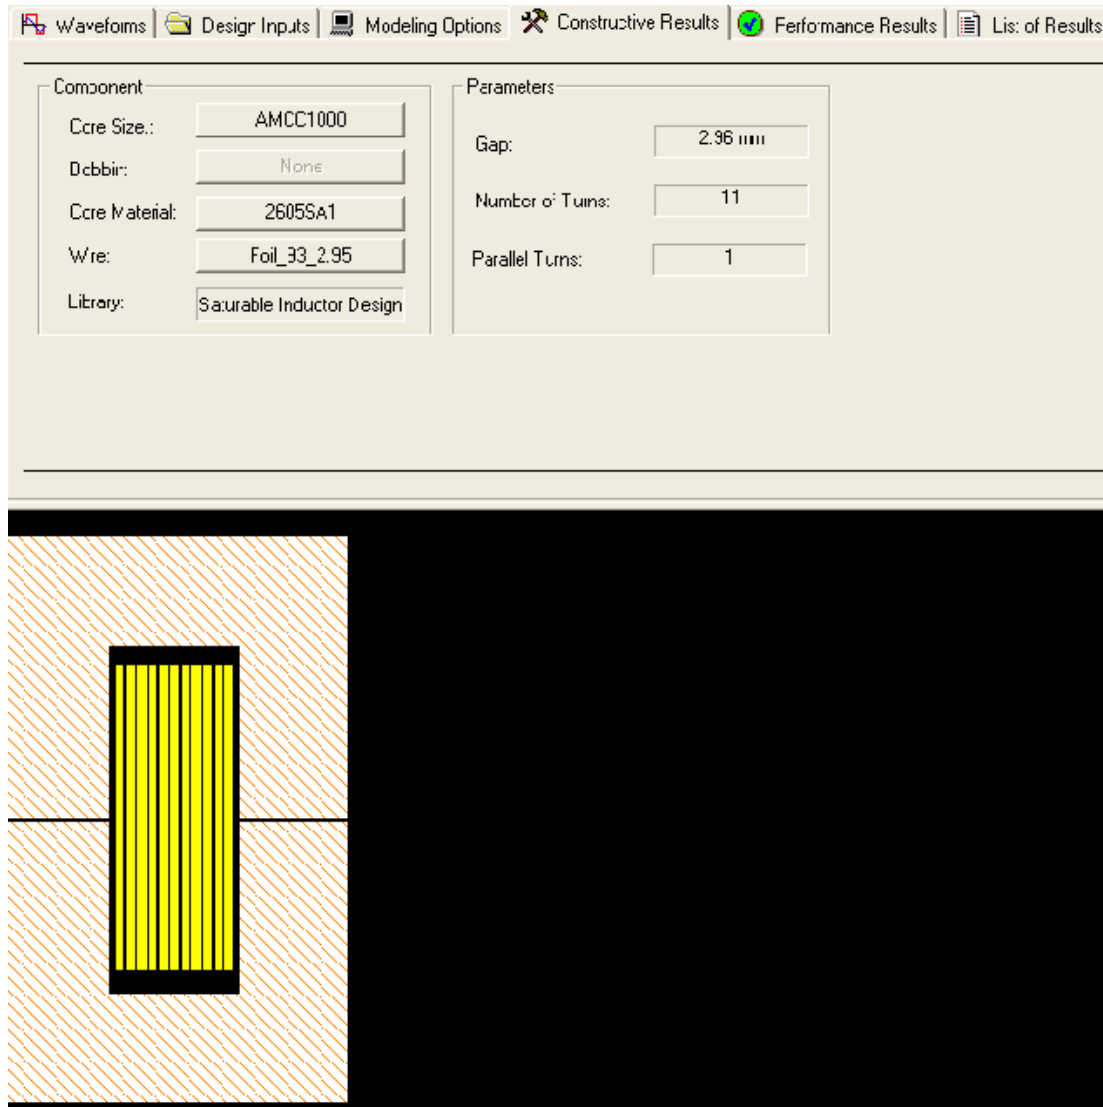 Waveforms Design Inputs Modeling Options Constructive Results Performance Results List of Results
Component
Core Size.: AMCC1000
Bobbin: None
Core Material: 2605SA1
Wire: Foil_93_2.95
Library: Saturable Inductor Design
Parameters
Gap: 2.96 mm
Number of Turns: 11
Parallel Turns: 1